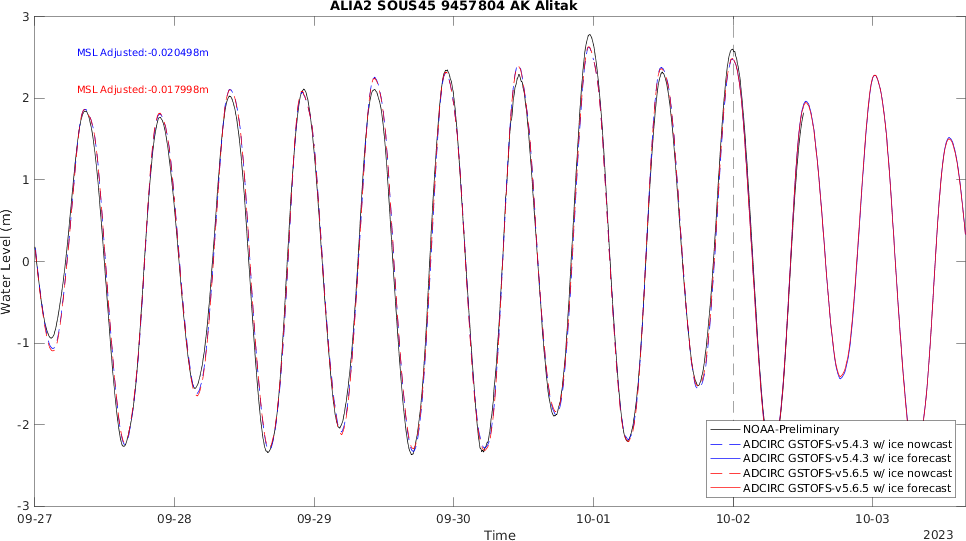 ALIA2 SOUS45 9457804 AK Alitak
MSL Adjusted:-0.020498m
MSL Adjusted:-0.017998m
Water Level (m)
3
2
1
0
-1
-2
-3
NOAA-Preliminary
ADCIRC GSTOFS-v5.4.3 w/ ice nowcast
ADCIRC GSTOFS-v5.4.3 w/ ice forecast
ADCIRC GSTOFS-v5.6.5 w/ ice nowcast
ADCIRC GSTOFS-v5.6.5 w/ ice forecast
09-27 09-28 09-29 09-30 10-01 10-02 10-03
Time
2023